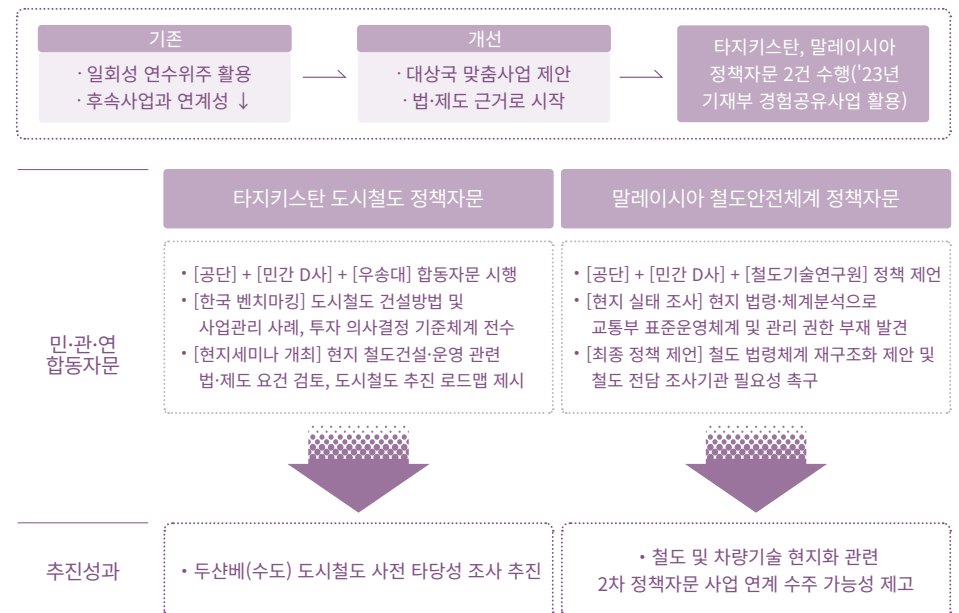 기존
· 일회성 연수위주 활용
· 후속사업과 연계성 ↓
개선
· 대상국 맞춤사업 제안
· 법·제도 근거로 시작
타지키스탄, 말레이시아
정책자문 2건 수행('23년
기재부 경험공유사업 활용)
타지키스탄 도시철도 정책자문
말레이시아 철도안전체계 정책자문
민·관·연
합동자문
• [공단] + [민간 D사] + [우송대] 합동자문 시행
• [한국 벤치마킹] 도시철도 건설방법 및
사업관리 사례, 투자 의사결정 기준체계 전수
• [현지세미나 개최] 현지 철도건설·운영 관련
법·제도 요건 검토, 도시철도 추진 로드맵 제시
• [공단] + [민간 D사] + [철도기술연구원] 정책 제언
• [현지 실태 조사] 현지 법령·체계분석으로
교통부 표준운영체계 및 관리 권한 부재 발견
• [최종 정책 제언] 철도 법령체계 재구조화 제안 및
철도 전담 조사기관 필요성 촉구
추진성과
• 두샨베(수도) 도시철도 사전 타당성 조사 추진
• 철도 및 차량기술 현지화 관련
2차 정책자문 사업 연계 수주 가능성 제고